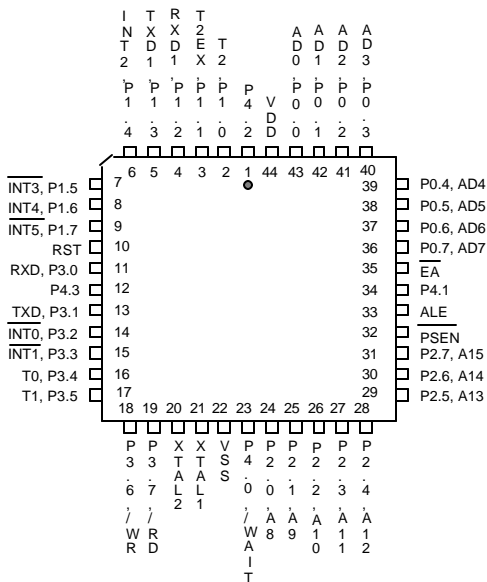 INT2, P1.4
TXD1, P1.3
RXD1, P1.2
T2EX, P1.1
T2, P1.0
P4.2
VDD
AD0, P0.0
AD1, P0.1
AD2, P0.2
AD3, P0.3
6 5 4 3 2 1 44 43 42 41 40
INT3, P1.5 7
INT4, P1.6 8
INT5, P1.7 9
RST 10
RXD, P3.0 11
P4.3 12
TXD, P3.1 13
INT0, P3.2 14
INT1, P3.3 15
T0, P3.4 16
T1, P3.5 17
39 P0.4, AD4
38 P0.5, AD5
37 P0.6, AD6
36 P0.7, AD7
35 EA
34 P4.1
33 ALE
32 PSEN
31 P2.7, A15
30 P2.6, A14
29 P2.5, A13
18 19 20 21 22 23 24 25 26 27 28
P3.6, /WR
P3.7, /RD
XTAL2
XTAL1
VSS
P4.0, /WAIT
P2.0, A8
P2.1, A9
P2.2, A10
P2.3, A11
P2.4, A12